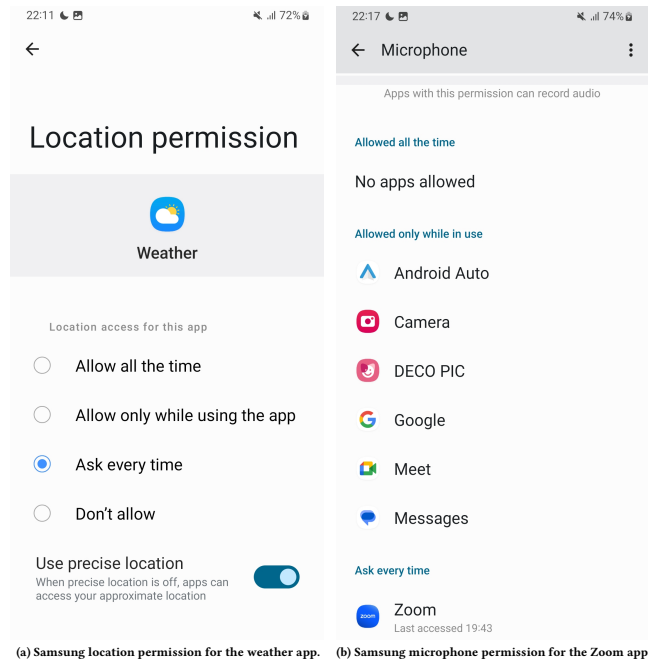 22:11
72%
Location permission
Weather
Location access for this app
Allow all the time
Allow only while using the app
Ask every time
Don't allow
Use precise location
When precise location is off, apps can
access your approximate location
(a) Samsung location permission for the weather app.
22:17
74%
Microphone
Apps with this permission can record audio
Allowed all the time
No apps allowed
Allowed only while in use
Android Auto
Camera
DECO PIC
Google
Meet
Messages
Ask every time
zoom
Zoom
Last accessed 19:43
(b) Samsung microphone permission for the Zoom app